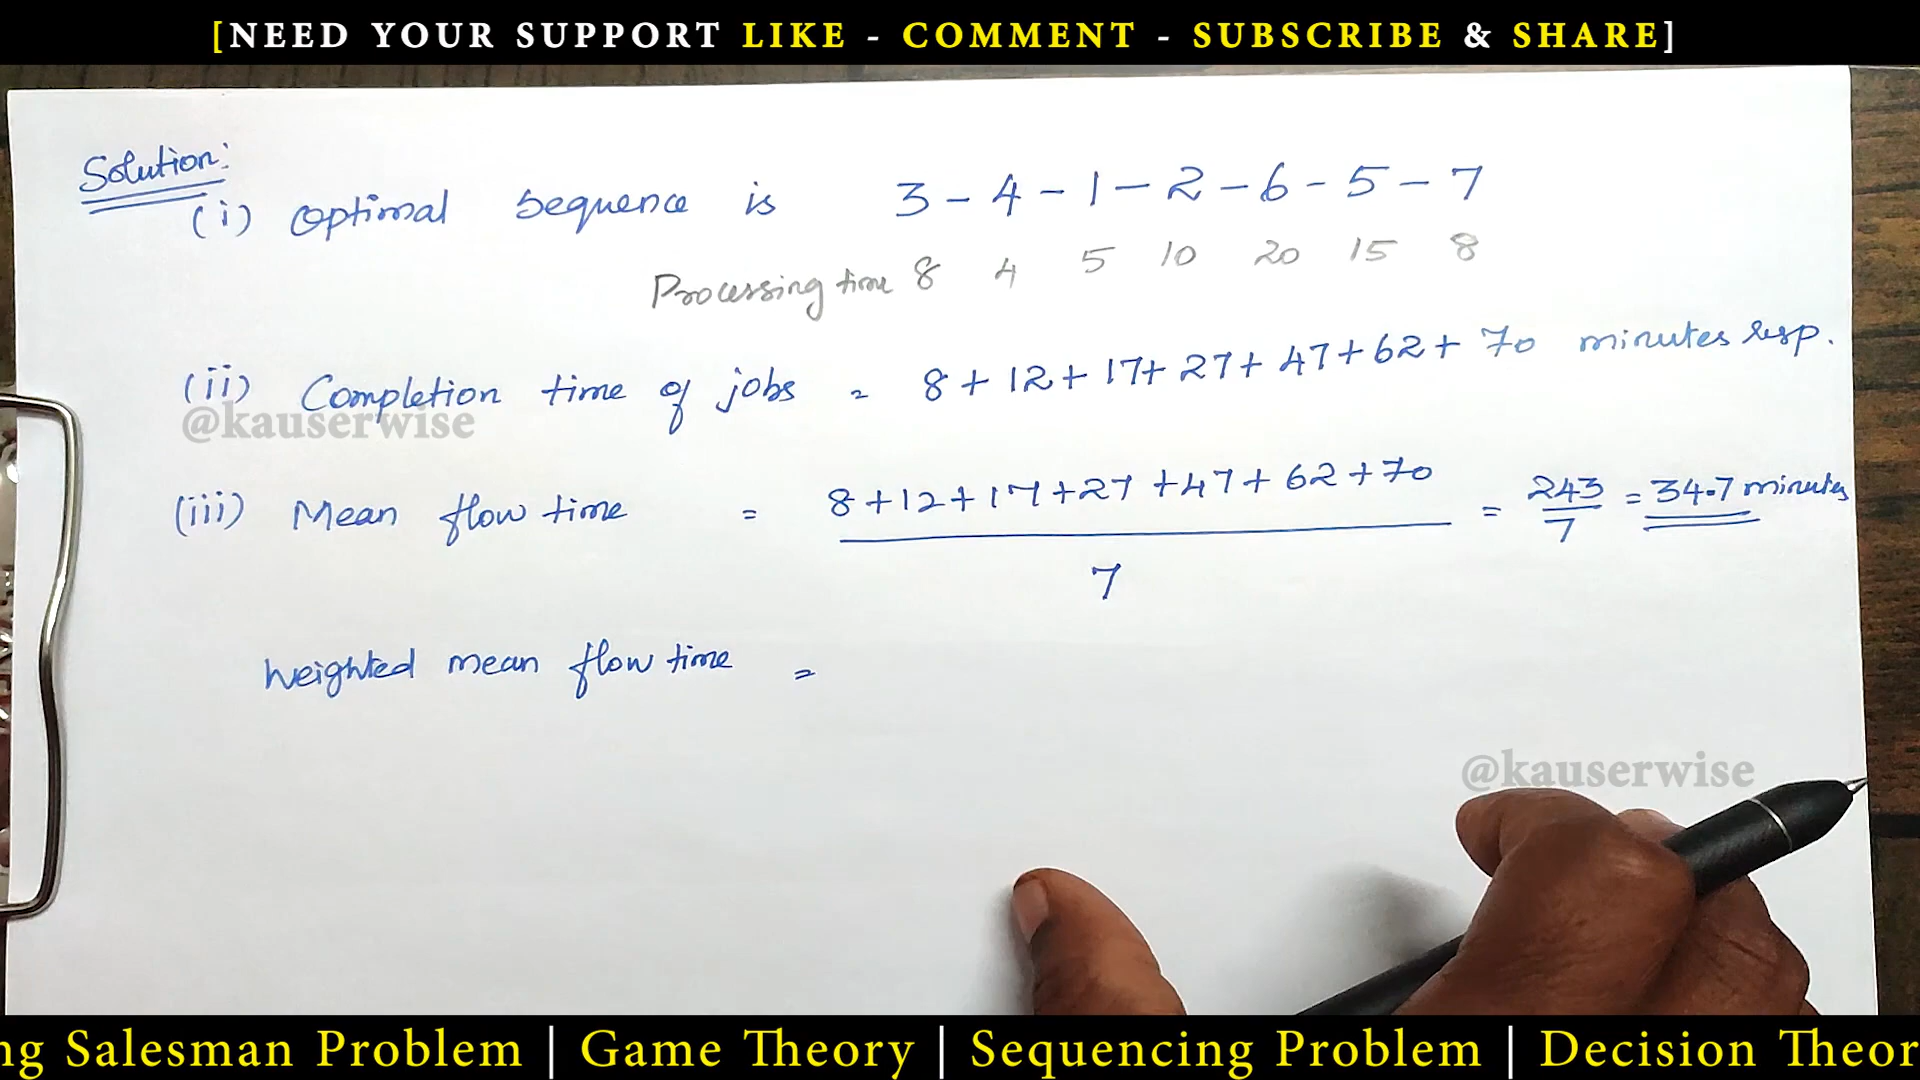 [NEED YOUR SUPPORT LIKE - COMMENT - SUBSCRIBE & SHARE]
Solution:
(i) Optimal sequence is 3 - 4 - 1 - 2 - 6 - 5 - 7
Processing time 8 4 5 10 20 15 8
(ii) Completion time of jobs = 8 + 12 + 17 + 27 + 47 + 62 + 70 minutes resp.
@kauserwise
(iii) Mean flow time = 8 + 12 + 17 + 27 + 47 + 62 + 70 = 243 = 34.7 minutes
7 7
Weighted mean flow time =
@kauserwise
ng Salesman Problem | Game Theory | Sequencing Problem | Decision Theor